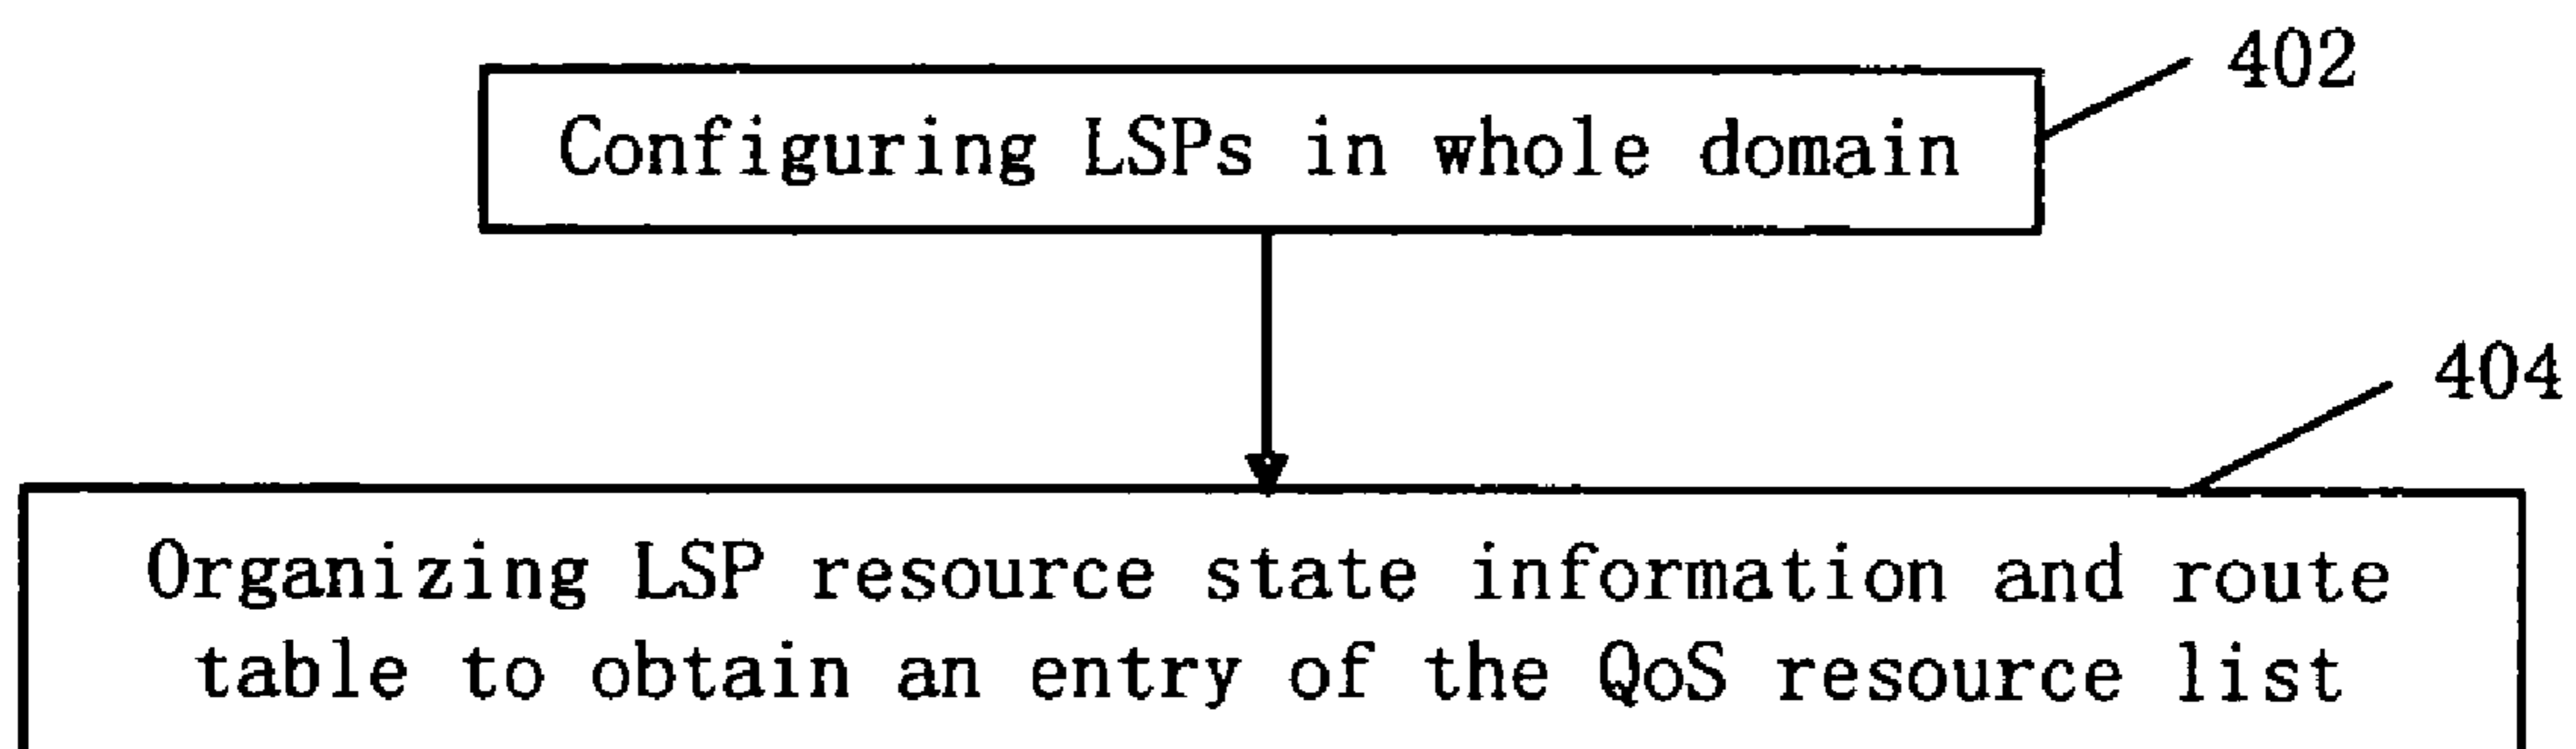 402
Configuring LSPs in whole domain
404
Organizing LSP resource state information and route
table to obtain an entry of the QoS resource list